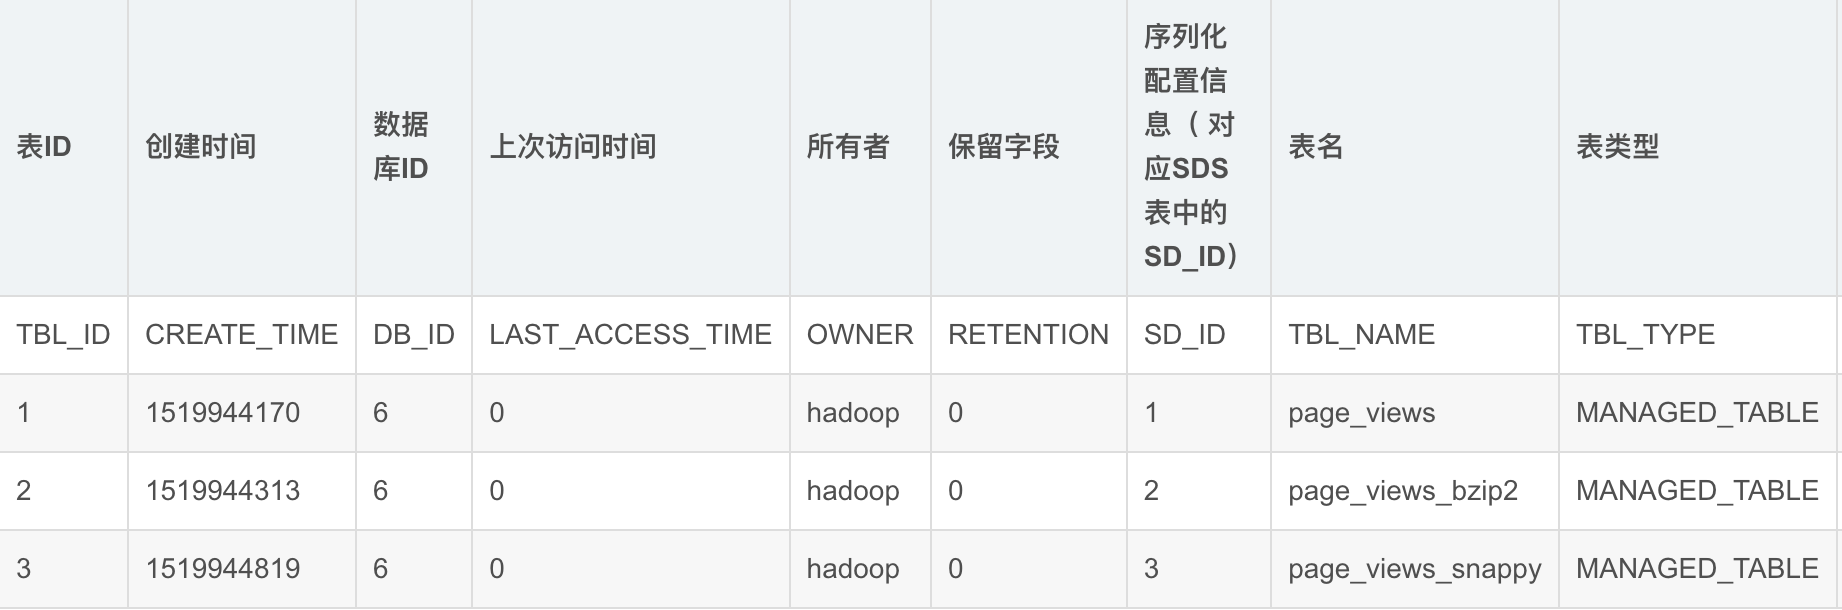 表ID 创建时间 数据库ID 上次访问时间 所有者 保留字段 序列化配置信息（对应SDS表中的SD_ID） 表名 表类型
TBL_ID CREATE_TIME DB_ID LAST_ACCESS_TIME OWNER RETENTION SD_ID TBL_NAME TBL_TYPE
1 1519944170 6 0 hadoop 0 1 page_views MANAGED_TABLE
2 1519944313 6 0 hadoop 0 2 page_views_bzip2 MANAGED_TABLE
3 1519944819 6 0 hadoop 0 3 page_views_snappy MANAGED_TABLE